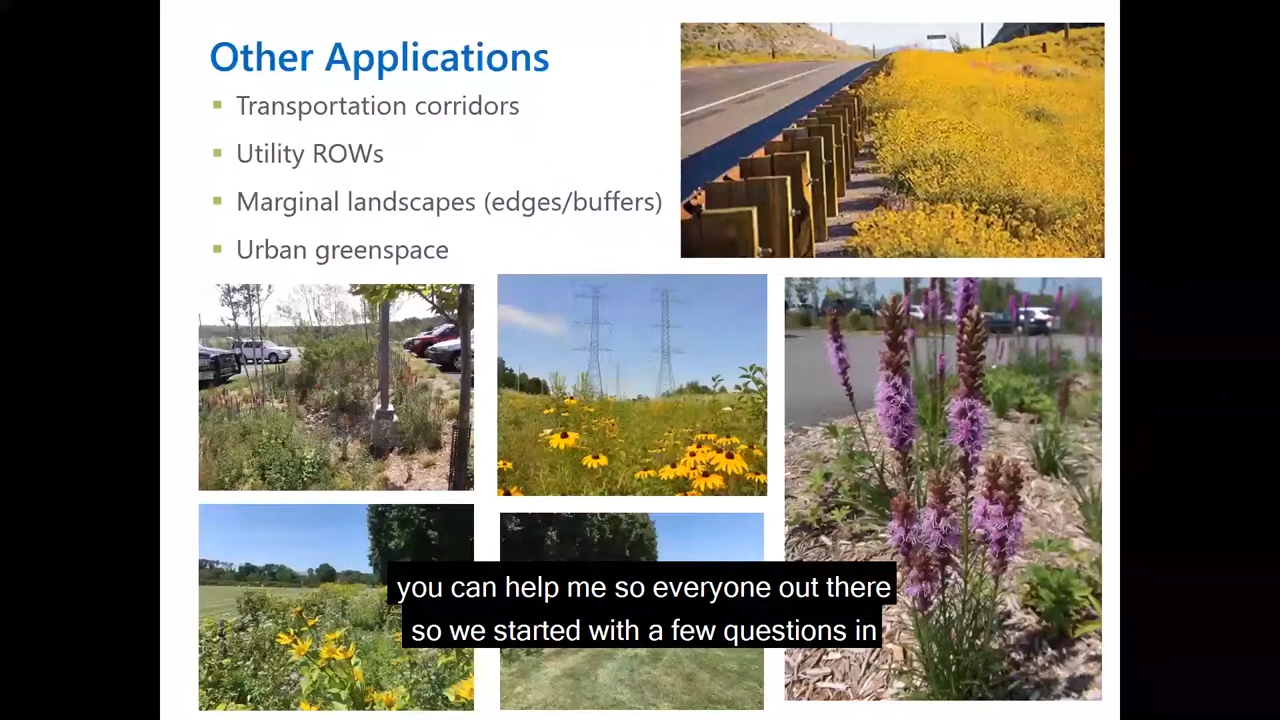 Other Applications
Transportation corridors
Utility ROWs
Marginal landscapes (edges/buffers)
Urban greenspace
you can help me so everyone out there
so we started with a few questions in